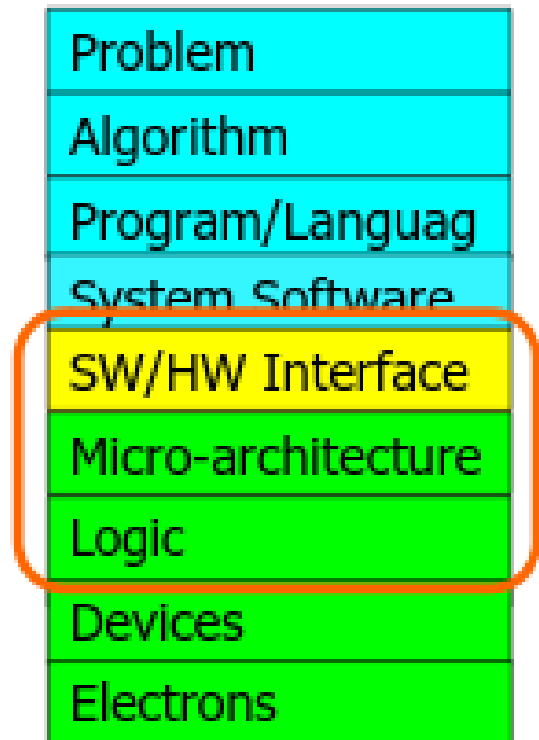 Problem
Algorithm
Program/Languag
System Software
SW/HW Interface
Micro-architecture
Logic
Devices
Electrons